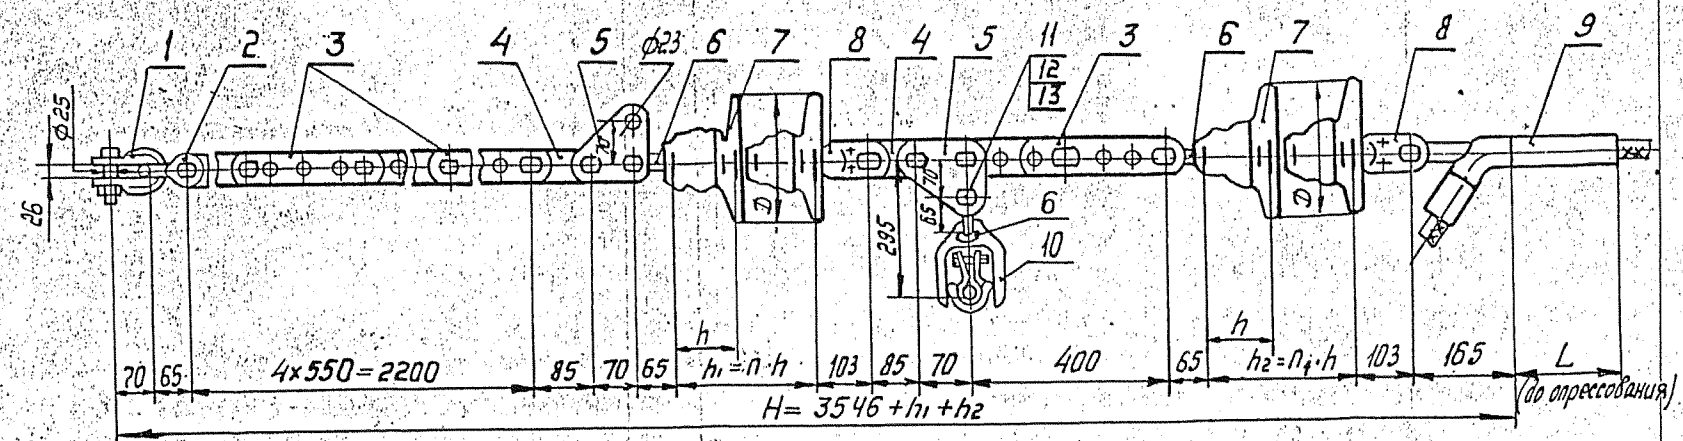 1 2 3 4 5 ϕ23 6 7 8 4 5 11 3 6 7 8 9
12
13
ϕ25
26
70
D
70
65
295
6
10
D
h
h
70 65 4×550=2200 85 70 65 h₁=n·h 103 85 70 400 65 h₂=n₁·h 103 165 L
(до опрессования)
H= 3546+h₁+h₂